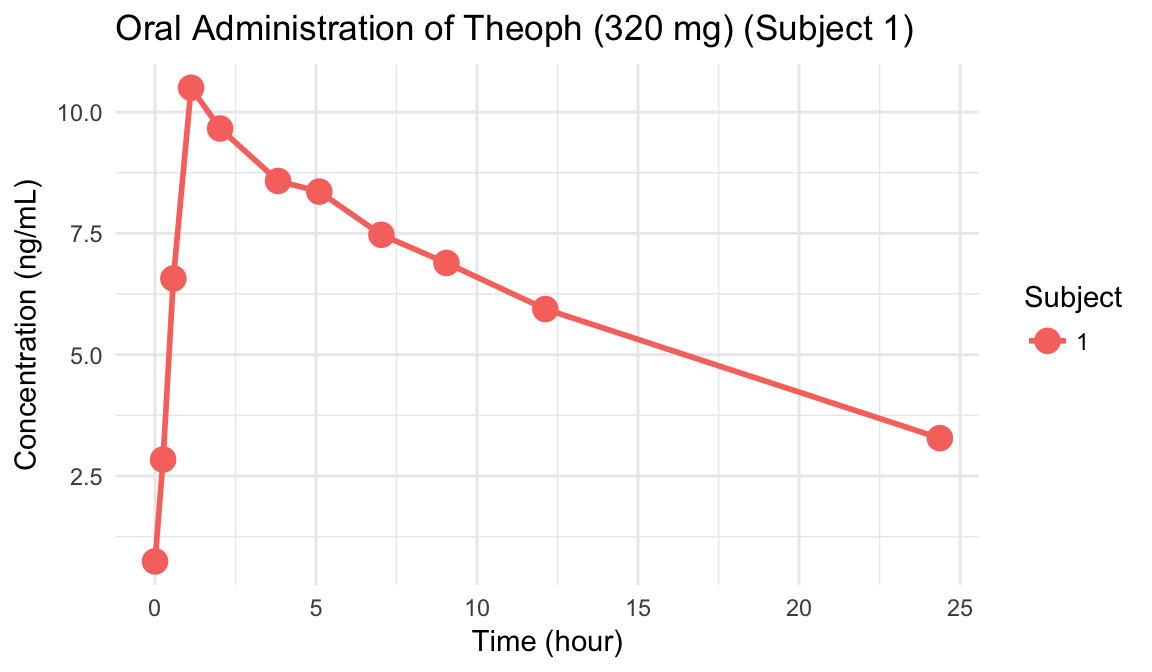 Oral Administration of Theoph (320 mg) (Subject 1)
Concentration (ng/mL)
10.0
7.5
5.0
2.5
0 5 10 15 20 25
Time (hour)
Subject
1